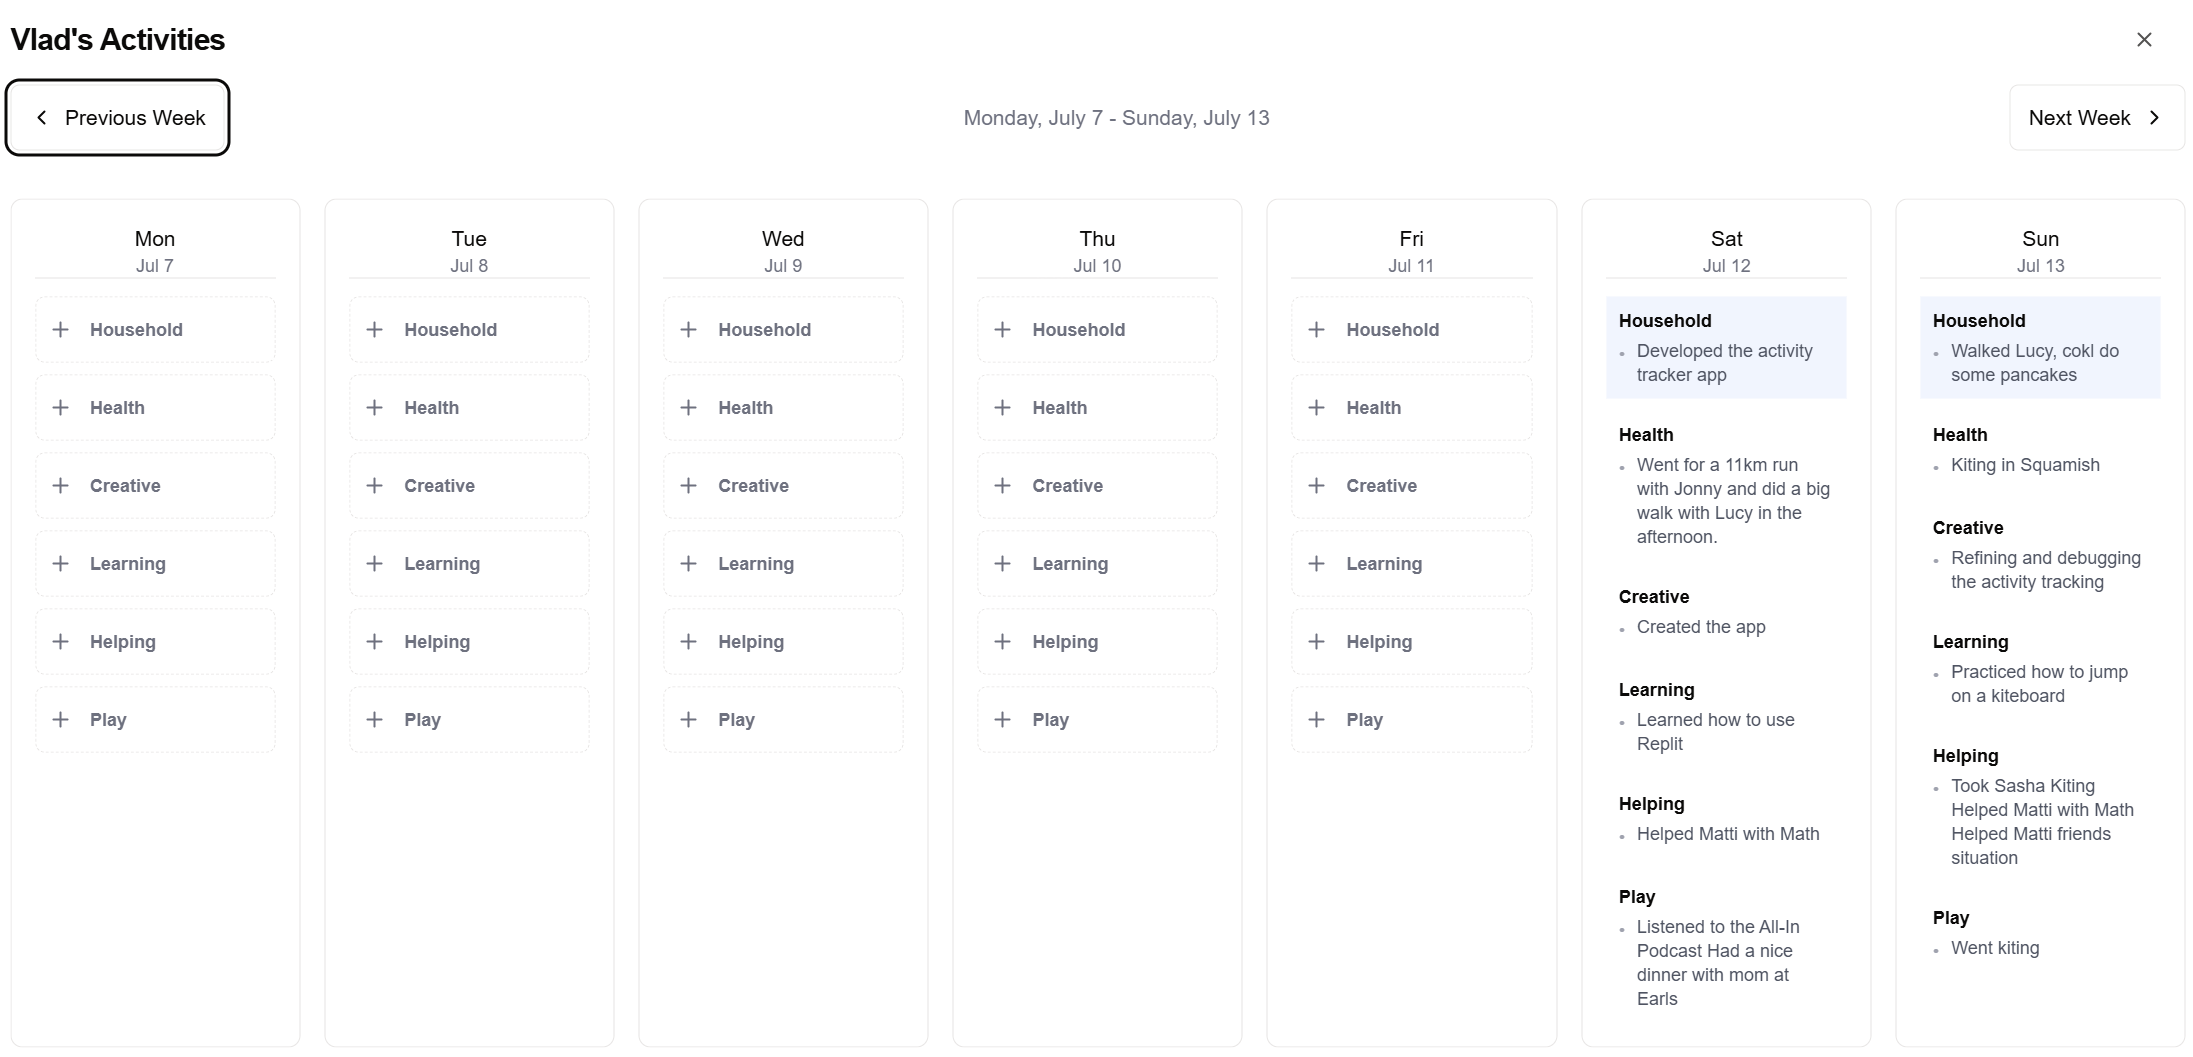 Vlad's Activities
Previous Week
Monday, July 7 - Sunday, July 13
Next Week
Mon
Jul 7
Household
Health
Creative
Learning
Helping
Play
Tue
Jul 8
Household
Health
Creative
Learning
Helping
Play
Wed
Jul 9
Household
Health
Creative
Learning
Helping
Play
Thu
Jul 10
Household
Health
Creative
Learning
Helping
Play
Fri
Jul 11
Household
Health
Creative
Learning
Helping
Play
Sat
Jul 12
Household
Developed the activity
tracker app
Health
Went for a 11km run
with Jonny and did a big
walk with Lucy in the
afternoon.
Creative
Created the app
Learning
Learned how to use
Replit
Helping
Helped Matti with Math
Play
Listened to the All-In
Podcast Had a nice
dinner with mom at
Earls
Sun
Jul 13
Household
Walked Lucy, cokl do
some pancakes
Health
Kiting in Squamish
Creative
Refining and debugging
the activity tracking
Learning
Practiced how to jump
on a kiteboard
Helping
Took Sasha Kiting
Helped Matti with Math
Helped Matti friends
situation
Play
Went kiting